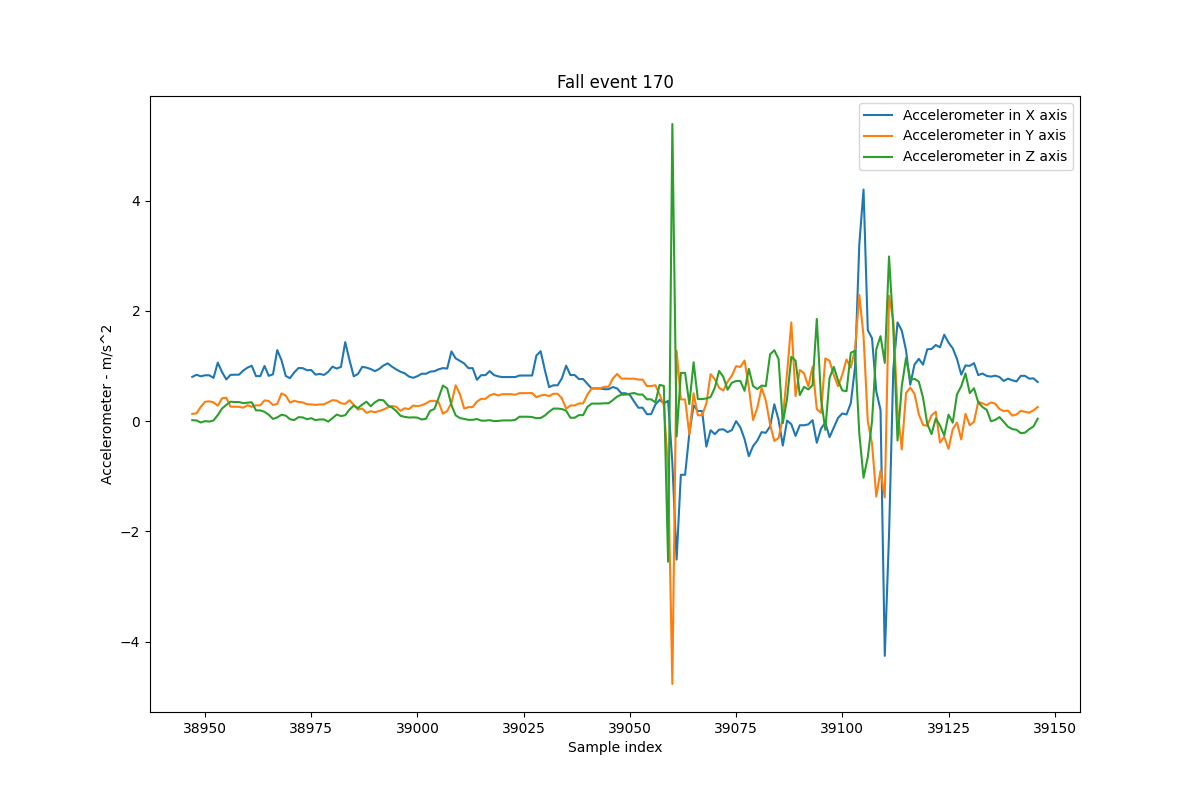 Fall event 170
Accelerometer in X axis
Accelerometer in Y axis
Accelerometer in Z axis
4
2
0
−2
−4
Accelerometer - m/s^2
38950 38975 39000 39025 39050 39075 39100 39125 39150
Sample index